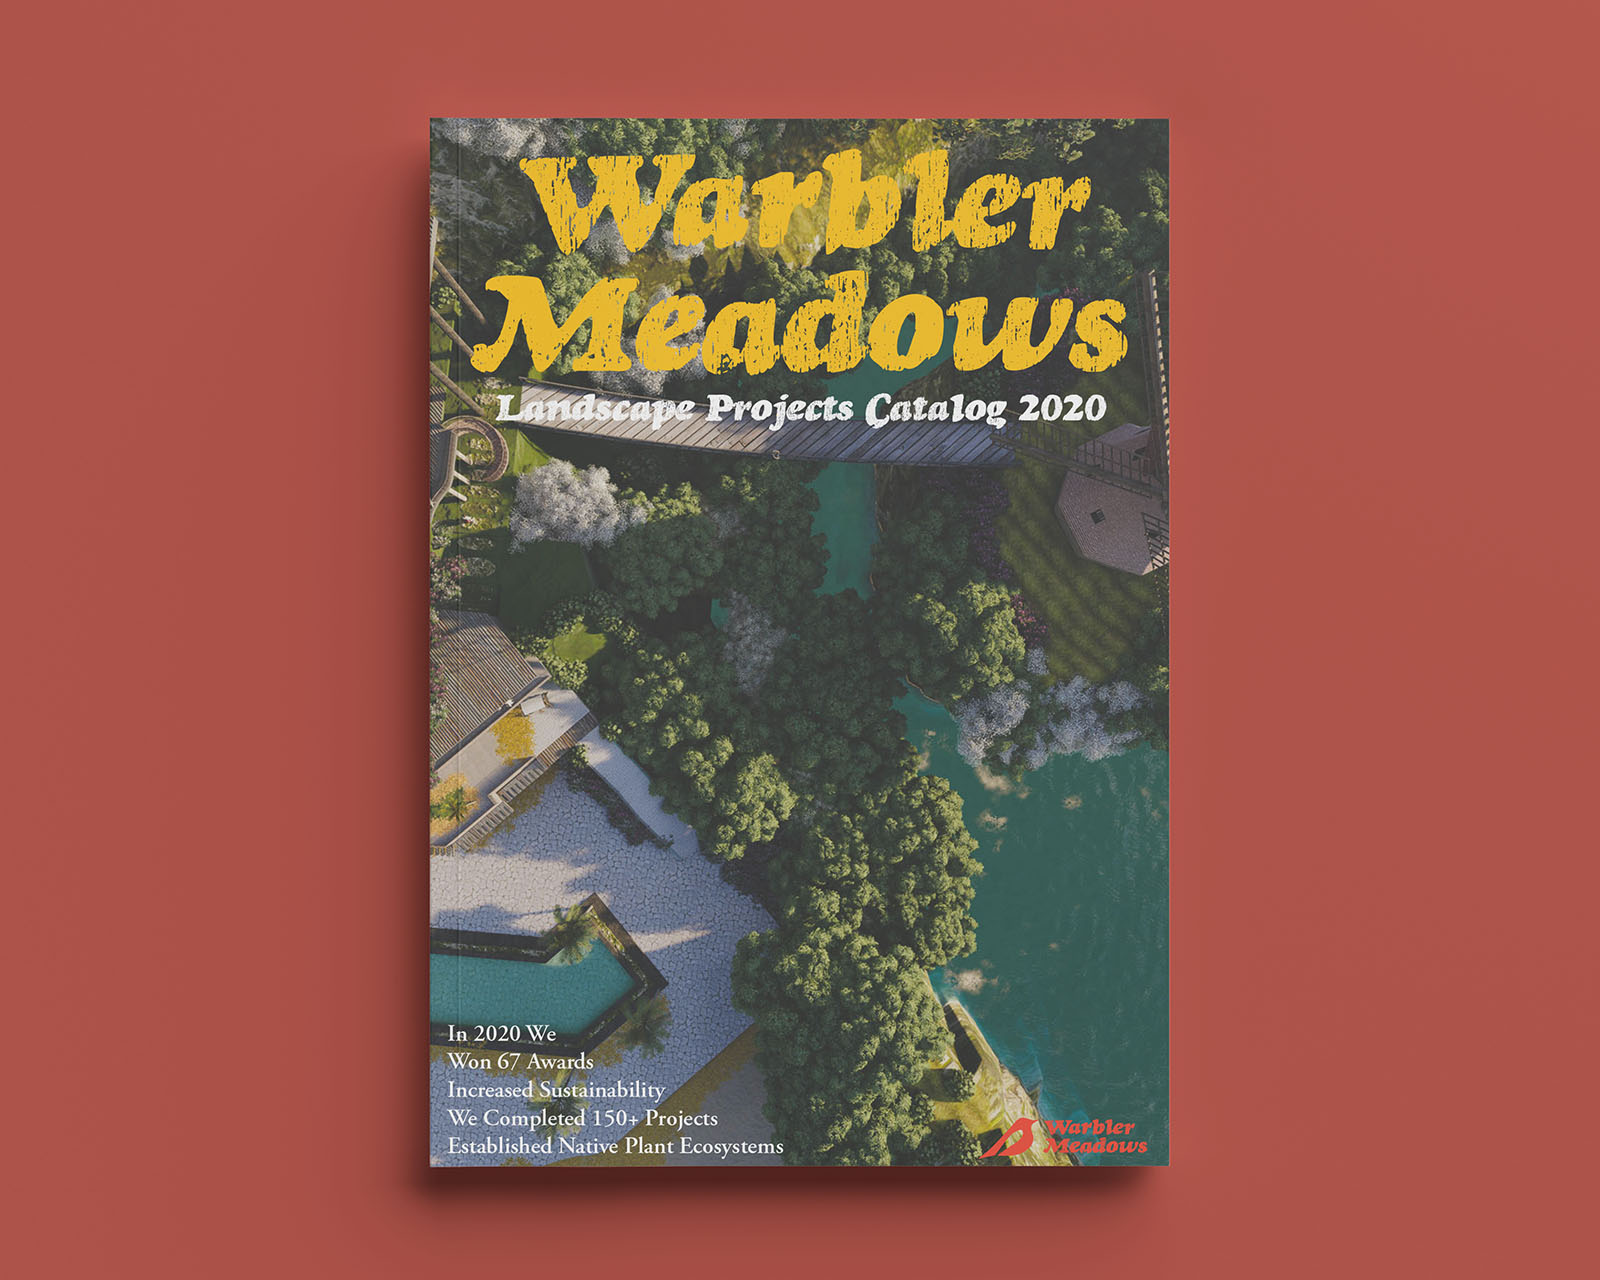 Warbler
Meadows
Landscape Projects Catalog 2020
In 2020 We
Won 67 Awards
Increased Sustainability
We Completed 150+ Projects
Established Native Plant Ecosystems
Warbler
Meadows